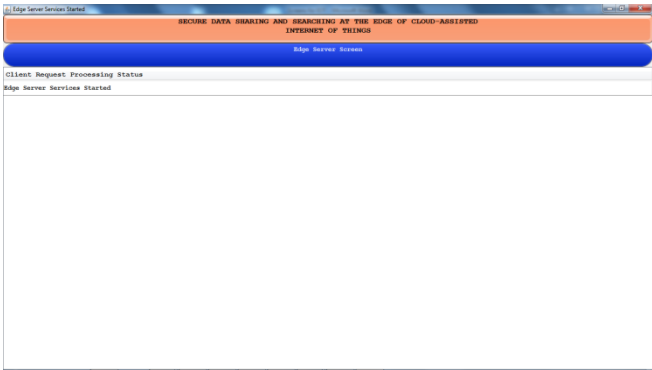 Edge Server Services Started
SECURE DATA SHARING AND SEARCHING AT THE EDGE OF CLOUD-ASSISTED
INTERNET OF THINGS
Edge Server Screen
Client Request Processing Status
Edge Server Services Started